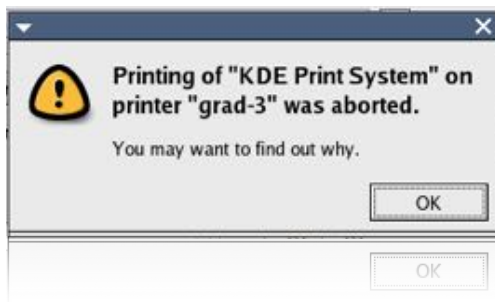 Printing of "KDE Print System" on
printer "grad-3" was aborted.
You may want to find out why.
OK
OK